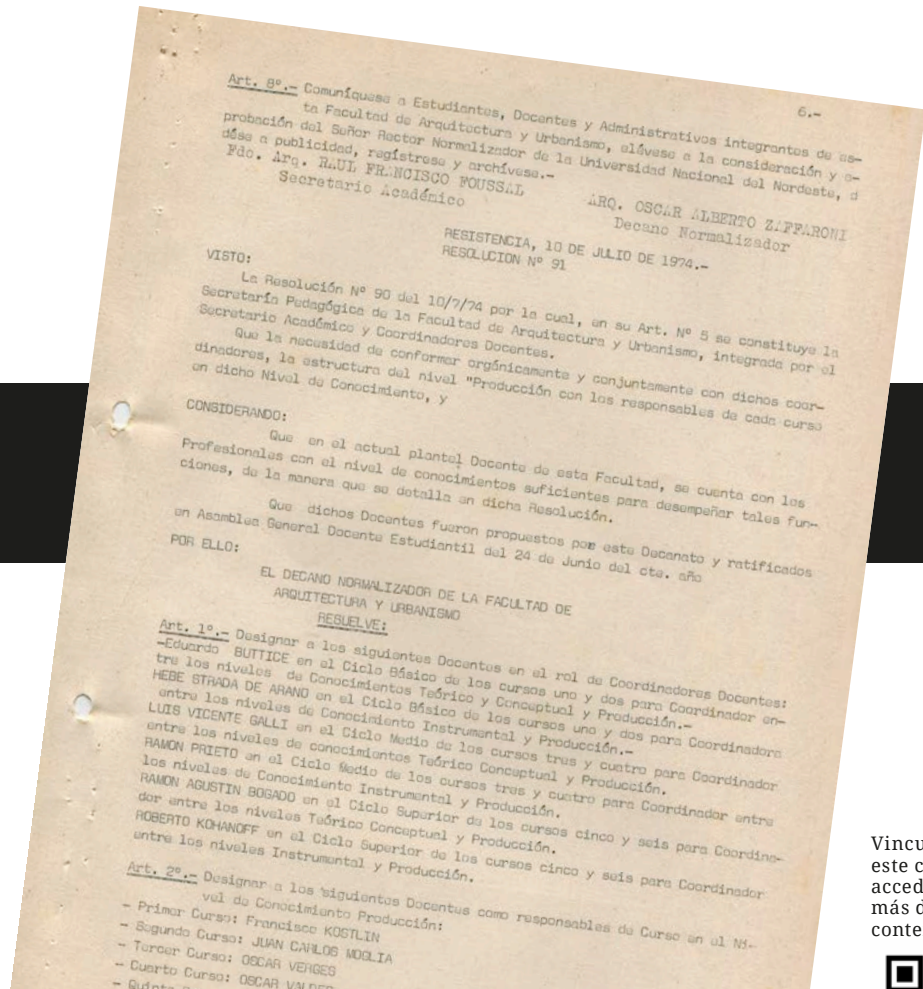 6.-
Art. 8º.- Comuníquese a Estudiantes, Docentes y Administrativos integrantes de es-
ta Facultad de Arquitectura y Urbanismo, elévese a la consideración y a-
probación del Señor Rector Normalizador de la Universidad Nacional del Nordeste, d
dése a publicidad, regístrese y archívese.-
Fdo. Arq. RAUL FRANCISCO FOUSSAL
Secretario Académico
ARQ. OSCAR ALBERTO ZAFFARONI
Decano Normalizador
RESISTENCIA, 10 DE JULIO DE 1974.-
RESOLUCION Nº 91
VISTO:
La Resolución Nº 90 del 10/7/74 por la cual, en su Art. Nº 5 se constituye la
Secretaría Pedagógica de la Facultad de Arquitectura y Urbanismo, integrada por el
Secretario Académico y Coordinadores Docentes.
Que la necesidad de conformar orgánicamente y conjuntamente con dichos coor-
dinadores, la estructura del nivel "Producción con los responsables de cada curso
en dicho Nivel de Conocimiento, y
CONSIDERANDO:
Que en el actual plantel Docente de esta Facultad, se cuenta con los
Profesionales con el nivel de conocimientos suficientes para desempeñar tales fun-
ciones, de la manera que se detalla en dicha Resolución.
Que dichos Docentes fueron propuestos por este Decanato y ratificados
en Asamblea General Docente Estudiantil del 24 de Junio del cte. año
POR ELLO:
EL DECANO NORMALIZADOR DE LA FACULTAD DE
ARQUITECTURA Y URBANISMO
RESUELVE:
Art. 1º.- Designar a los siguientes Docentes en el rol de Coordinadores Docentes:
-Eduardo BUTTICE en el Ciclo Básico de los cursos uno y dos para Coordinador en-
tre los niveles de Conocimientos Teórico y Conceptual y Producción.-
HEBE STRADA DE ARANO en el Ciclo Básico de los cursos uno y dos para Coordinadora
entre los niveles de Conocimiento Instrumental y Producción.-
LUIS VICENTE GALLI en el Ciclo Medio de los cursos tres y cuatro para Coordinador
entre los niveles de conocimientos Teórico Conceptual y Producción.
RAMON PRIETO en el Ciclo Medio de los cursos tres y cuatro para Coordinador entre
los niveles de Conocimiento Instrumental y Producción.
RAMON AGUSTIN BOGADO en el Ciclo Superior de los cursos cinco y seis para Coordina-
dor entre los niveles Teórico Conceptual y Producción.
ROBERTO KOHANOFF en el Ciclo Superior de los cursos cinco y seis para Coordinador
entre los niveles Instrumental y Producción.
Art. 2º.- Designar a los siguientes Docentes como responsables de Curso en el Ni-
vel de Conocimiento Producción:
- Primer Curso: Francisco KOSTLIN
- Segundo Curso: JUAN CARLOS MOGLIA
- Tercer Curso: OSCAR VERGES
- Cuarto Curso: OSCAR
- Quinto
Vincu
este c
acced
más d
conte